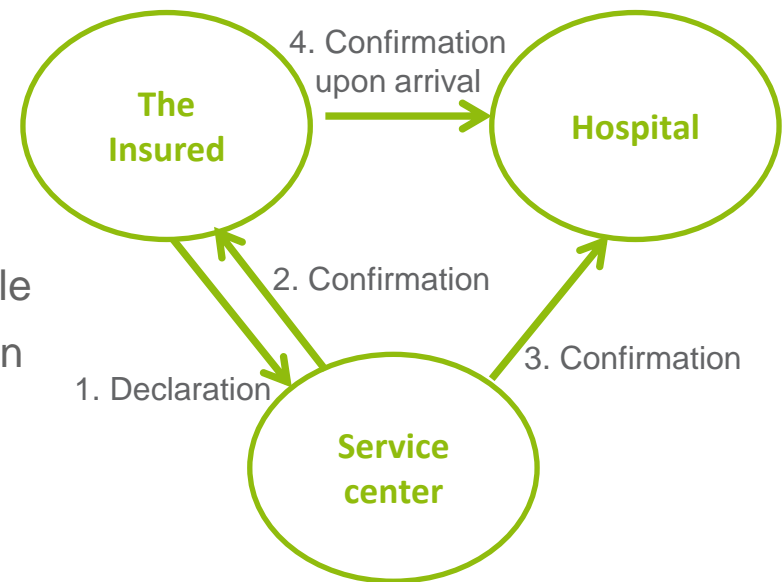 4. Confirmation
upon arrival
The
Insured
Hospital
le
2. Confirmation
n
3. Confirmation
1. Declaration
Service
center